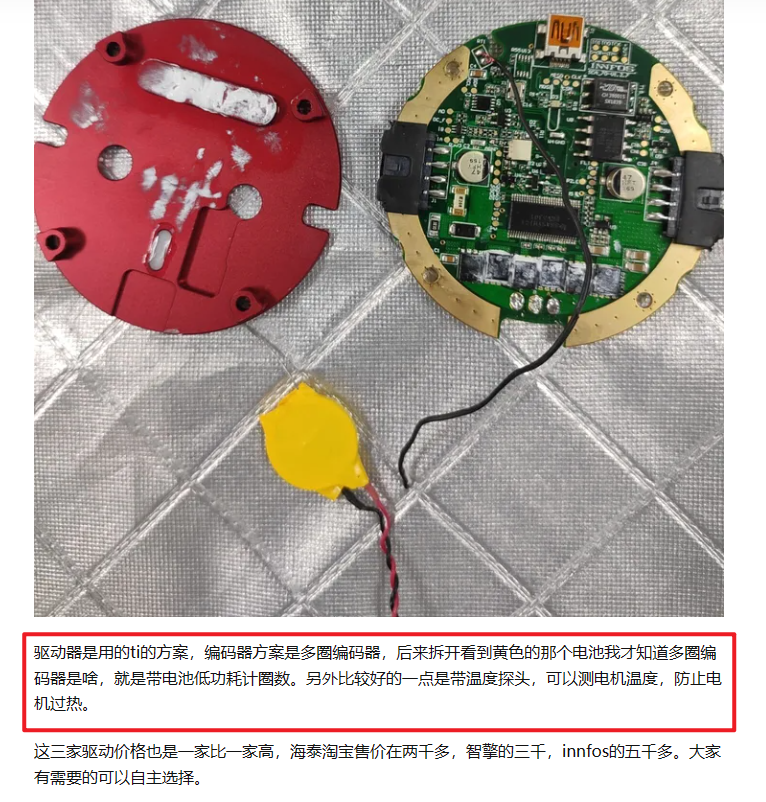 INNFOS
47
47
驱动器是用的ti的方案，编码器方案是多圈编码器，后来拆开看到黄色的那个电池我才知道多圈编
码器是啥，就是带电池低功耗计圈数。另外比较好的一点是带温度探头，可以测电机温度，防止电
机过热。
这三家驱动价格也是一家比一家高，海泰淘宝售价在两千多，智擎的三千，innfos的五千多。大家
有需要的可以自主选择。